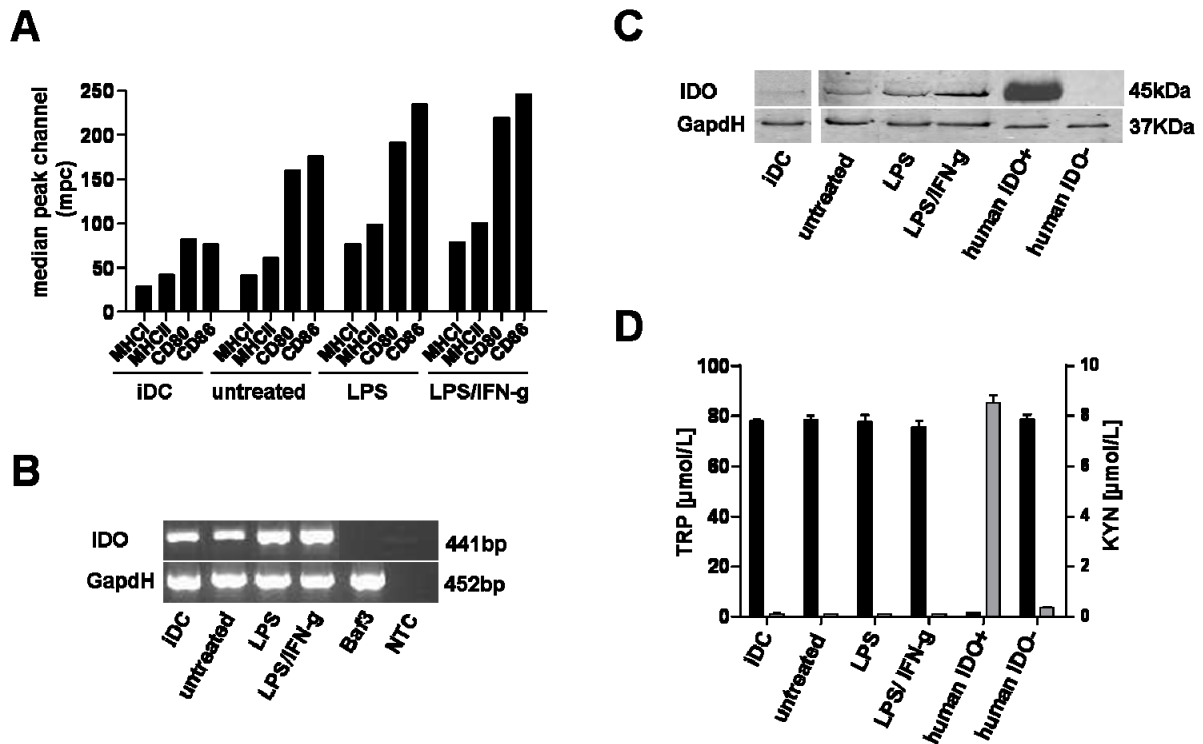 A
median peak channel
(mpc)
250
200
150
100
50
0
MHCI
MHCII
CD80
CD86
MHCI
MHCII
CD80
CD86
MHCI
MHCII
CD80
CD86
MHCI
MHCII
CD80
CD86
iDC
untreated
LPS
LPS/IFN-g
B
IDO
441bp
GapdH
452bp
iDC
untreated
LPS
LPS/IFN-g
Baf3
NTC
C
IDO
45kDa
GapdH
37KDa
iDC
untreated
LPS
LPS/IFN-g
human IDO+
human IDO-
D
TRP [µmol/L]
100
80
60
40
20
0
KYN [µmol/L]
10
8
6
4
2
0
iDC
untreated
LPS
LPS/ IFN-g
human IDO+
human IDO-